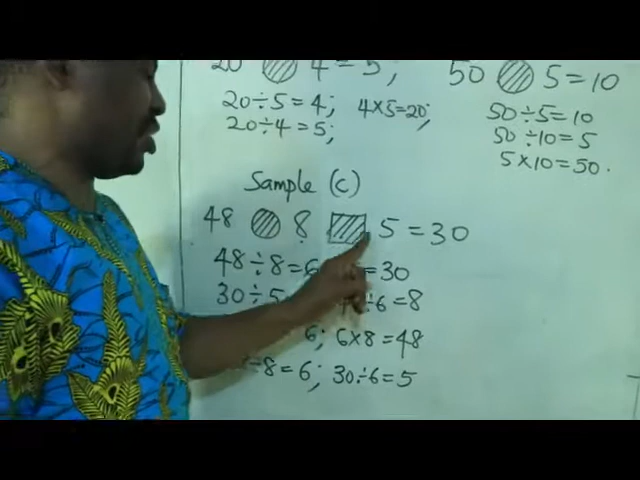 20 4 = 5; 50 5 = 10
20÷5=4; 4×5=20; 50÷5=10
20÷4=5; 50÷10=5
5×10=50.
Sample (c)
48 8 5 = 30
48÷8=6 =30
30÷5 ÷6=8
6; 6×8=48
÷8=6; 30÷6=5